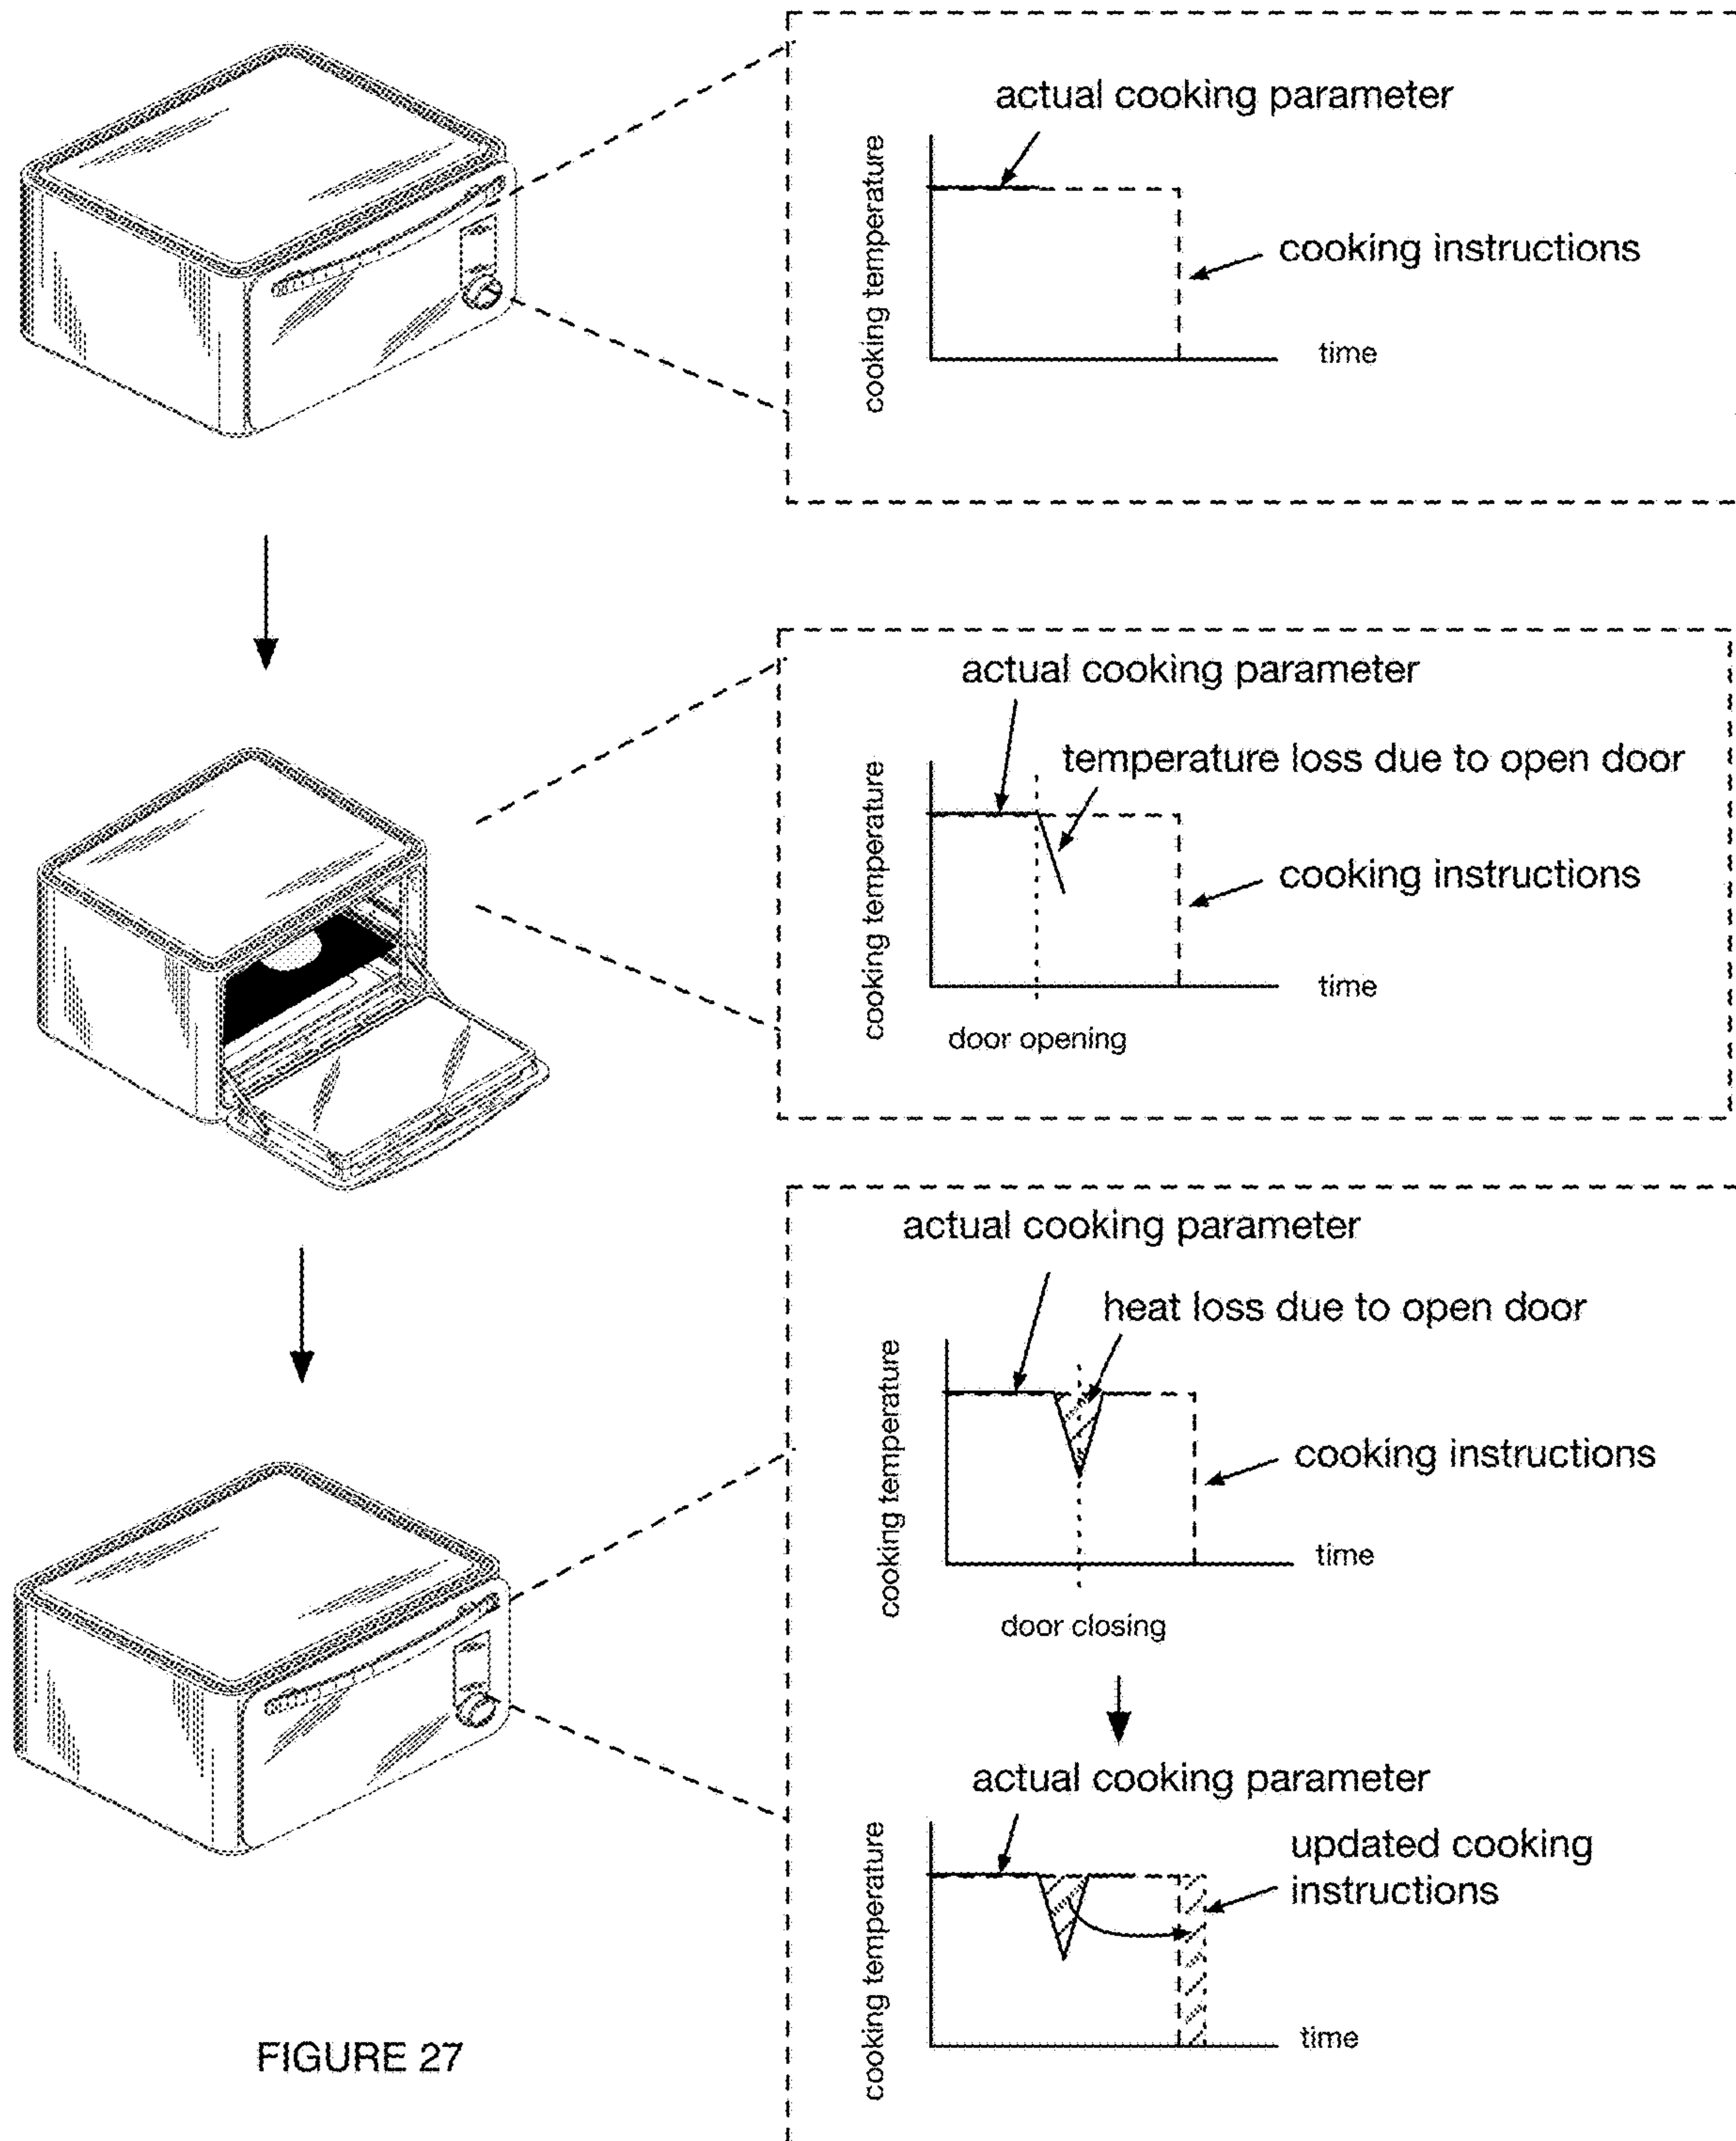 actual cooking parameter
cooking temperature
cooking instructions
time
actual cooking parameter
temperature loss due to open door
cooking temperature
cooking instructions
time
door opening
actual cooking parameter
heat loss due to open door
cooking temperature
cooking instructions
time
door closing
actual cooking parameter
updated cooking
instructions
cooking temperature
time
FIGURE 27